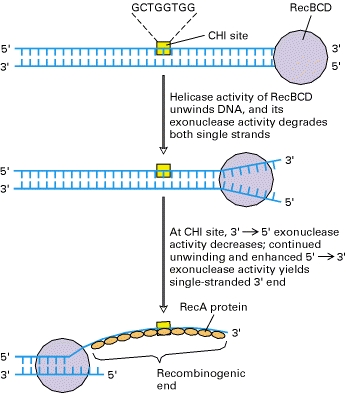 GCTGGTGG
RecBCD
CHI site
5' 3'
3' 5'
Helicase activity of RecBCD
unwinds DNA, and its
exonuclease activity degrades
both single strands
3'
5'
3'
5'
At CHI site, 3' → 5' exonuclease
activity decreases; continued
unwinding and enhanced 5' → 3'
exonuclease activity yields
single-stranded 3' end
RecA protein
3'
5'
3' 5'
Recombinogenic
end